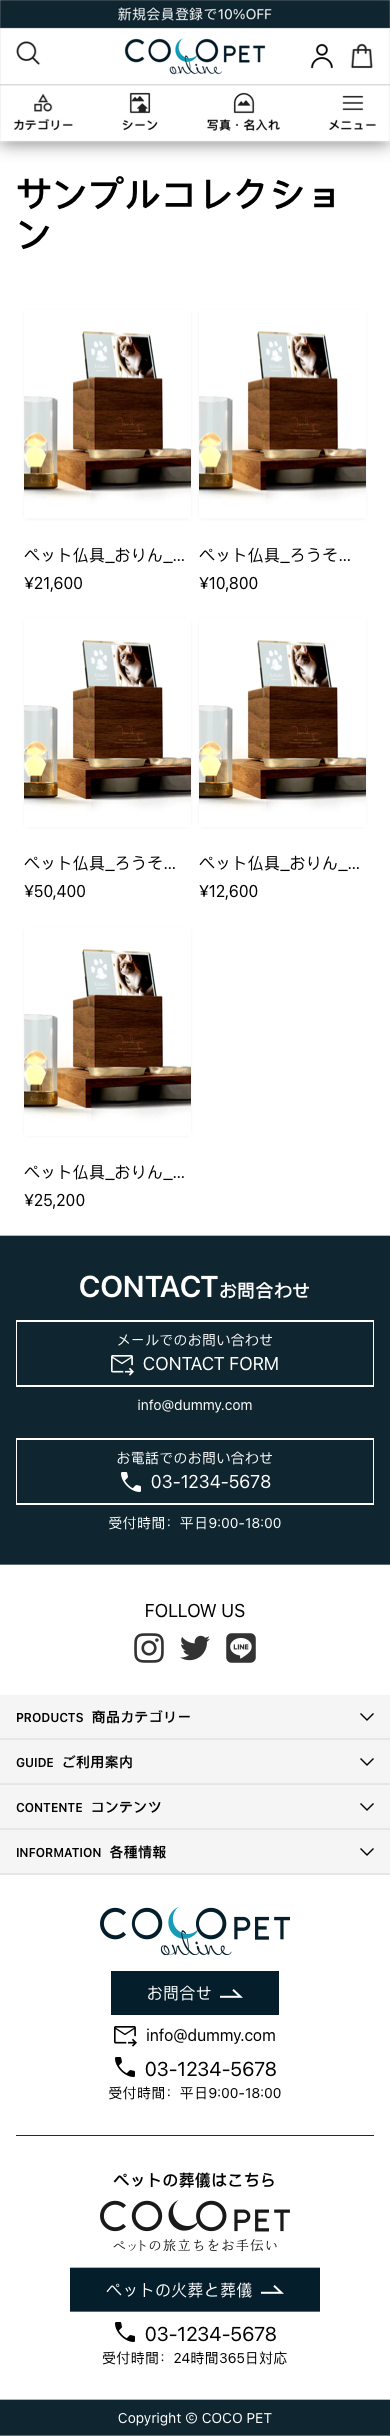 新規会員登録で10%OFF
COCOPET
online
カテゴリー
シーン
写真・名入れ
メニュー
サンプルコレクショ
ン
ペット仏具_おりん_...
¥21,600
ペット仏具_ろうそ...
¥10,800
ペット仏具_ろうそ...
¥50,400
ペット仏具_おりん_...
¥12,600
ペット仏具_おりん_...
¥25,200
CONTACTお問合わせ
メールでのお問い合わせ
CONTACT FORM
info@dummy.com
お電話でのお問い合わせ
03-1234-5678
受付時間：平日9:00-18:00
FOLLOW US
LINE
PRODUCTS 商品カテゴリー
GUIDE ご利用案内
CONTENTE コンテンツ
INFORMATION 各種情報
COCOPET
online
お問合せ
info@dummy.com
03-1234-5678
受付時間：平日9:00-18:00
ペットの葬儀はこちら
COCOPET
ペットの旅立ちをお手伝い
ペットの火葬と葬儀
03-1234-5678
受付時間：24時間365日対応
Copyright © COCO PET